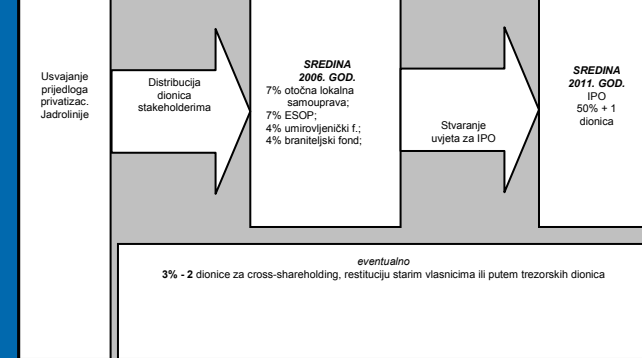 Usvajanje
prijedloga
privatizac.
Jadrolinije
Distribucija
dionica
stakeholderima
SREDINA
2006. GOD.
7% otočna lokalna
samouprava;
7% ESOP;
4% umirovljenički f.;
4% braniteljski fond;
Stvaranje
uvjeta za IPO
SREDINA
2011. GOD.
IPO
50% + 1
dionica
eventualno
3% - 2 dionice za cross-shareholding, restituciju starim vlasnicima ili putem trezorskih dionica